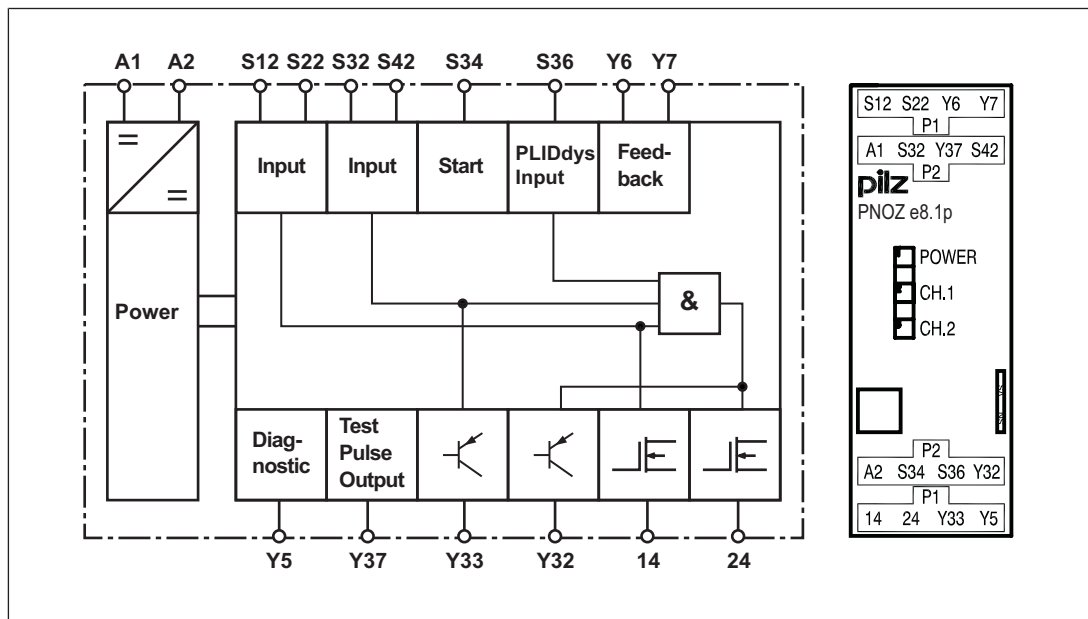 A1 A2 S12 S22 S32 S42 S34 S36 Y6 Y7
=
=
Power
Input
Input
Start
PLIDdys
Input
Feed-
back
&
Diag-
nostic
Test
Pulse
Output
Y5 Y37 Y33 Y32 14 24
S12 S22 Y6 Y7
P1
A1 S32 Y37 S42
P2
pilz
PNOZ e8.1p
POWER
CH.1
CH.2
P2
A2 S34 S36 Y32
P1
14 24 Y33 Y5